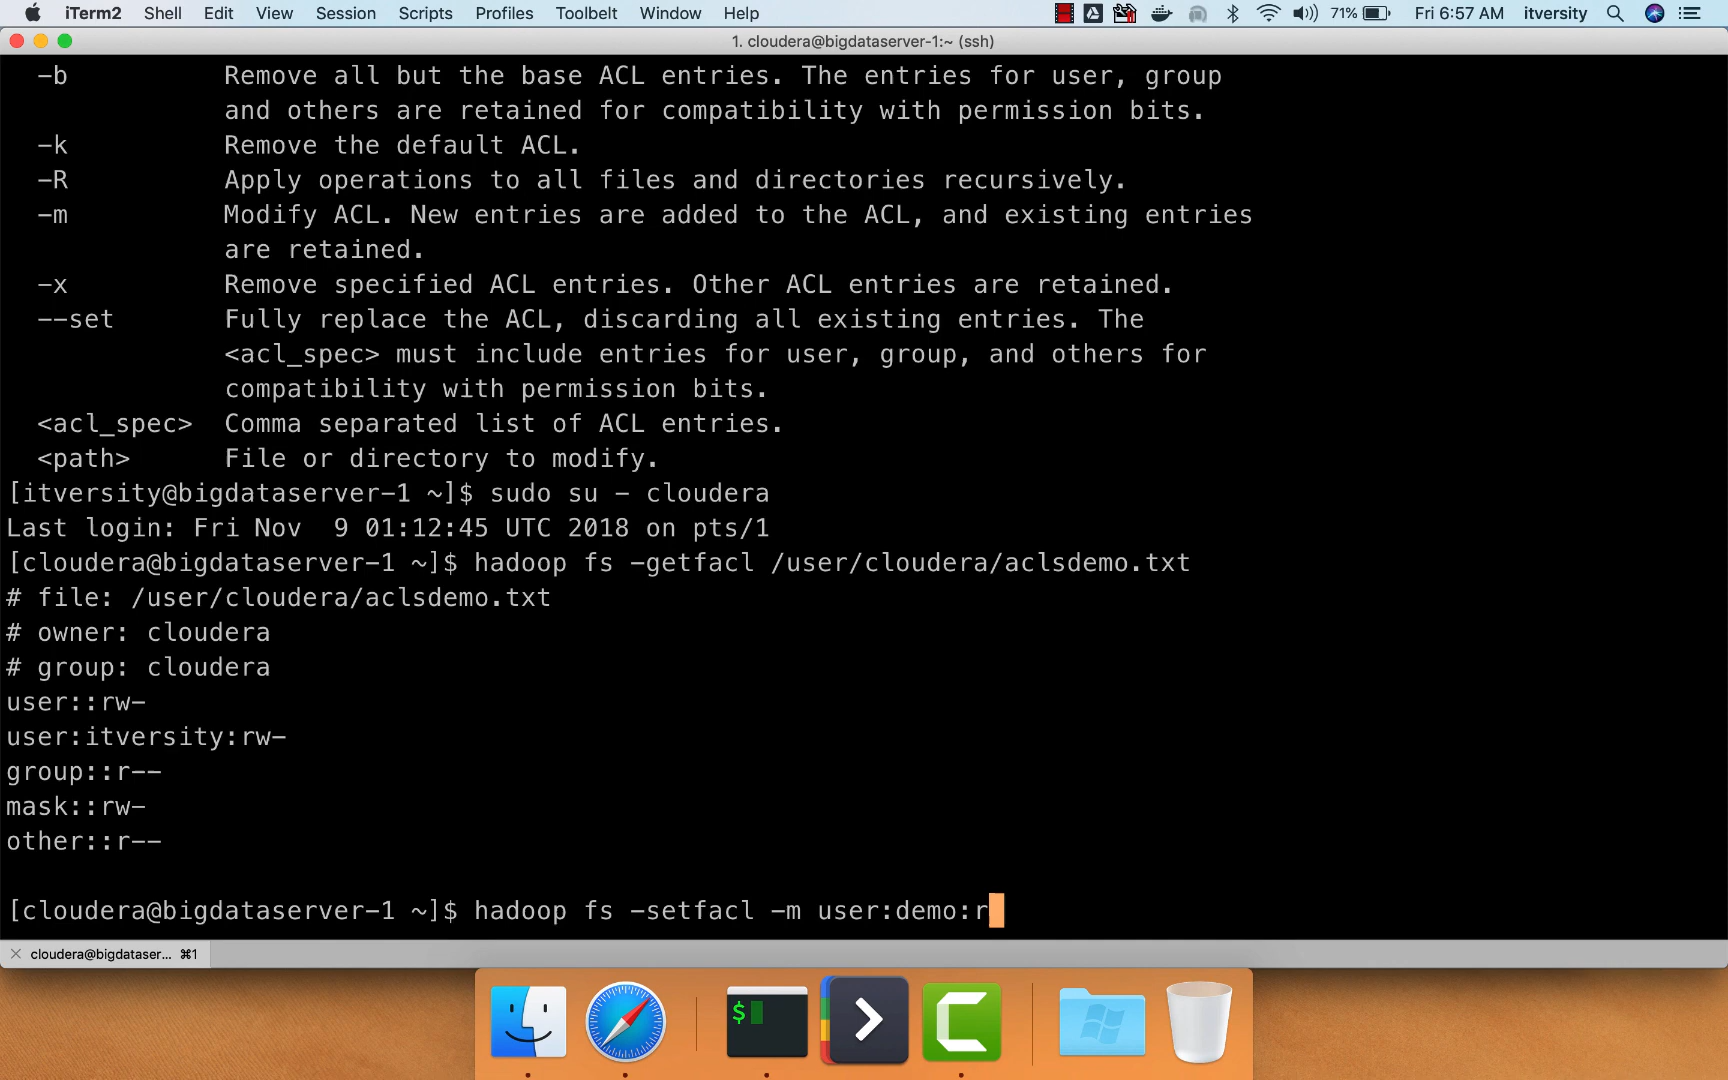 iTerm2 Shell Edit View Session Scripts Profiles Toolbelt Window Help 71% Fri 6:57 AM itversity
1. cloudera@bigdataserver-1:~ (ssh)
-b Remove all but the base ACL entries. The entries for user, group
and others are retained for compatibility with permission bits.
-k Remove the default ACL.
-R Apply operations to all files and directories recursively.
-m Modify ACL. New entries are added to the ACL, and existing entries
are retained.
-x Remove specified ACL entries. Other ACL entries are retained.
--set Fully replace the ACL, discarding all existing entries. The
<acl_spec> must include entries for user, group, and others for
compatibility with permission bits.
<acl_spec> Comma separated list of ACL entries.
<path> File or directory to modify.
[itversity@bigdataserver-1 ~]$ sudo su - cloudera
Last login: Fri Nov  9 01:12:45 UTC 2018 on pts/1
[cloudera@bigdataserver-1 ~]$ hadoop fs -getfacl /user/cloudera/aclsdemo.txt
# file: /user/cloudera/aclsdemo.txt
# owner: cloudera
# group: cloudera
user::rw-
user:itversity:rw-
group::r--
mask::rw-
other::r--
[cloudera@bigdataserver-1 ~]$ hadoop fs -setfacl -m user:demo:r
cloudera@bigdataser... ⌘1
$